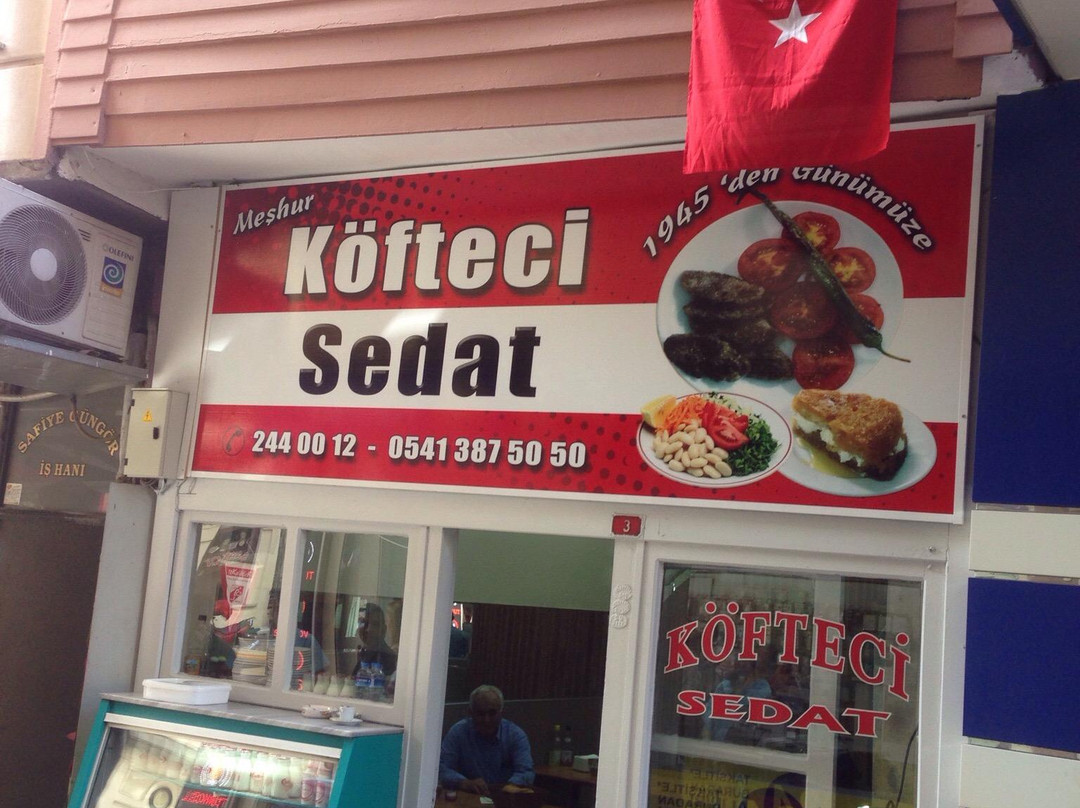 Meşhur
Köfteci
Sedat
1945 'den Günümüze
244 00 12 - 0541 387 50 50
SAFİYE GÜNGÖR
İŞ HANI
3
KÖFTECİ
SEDAT